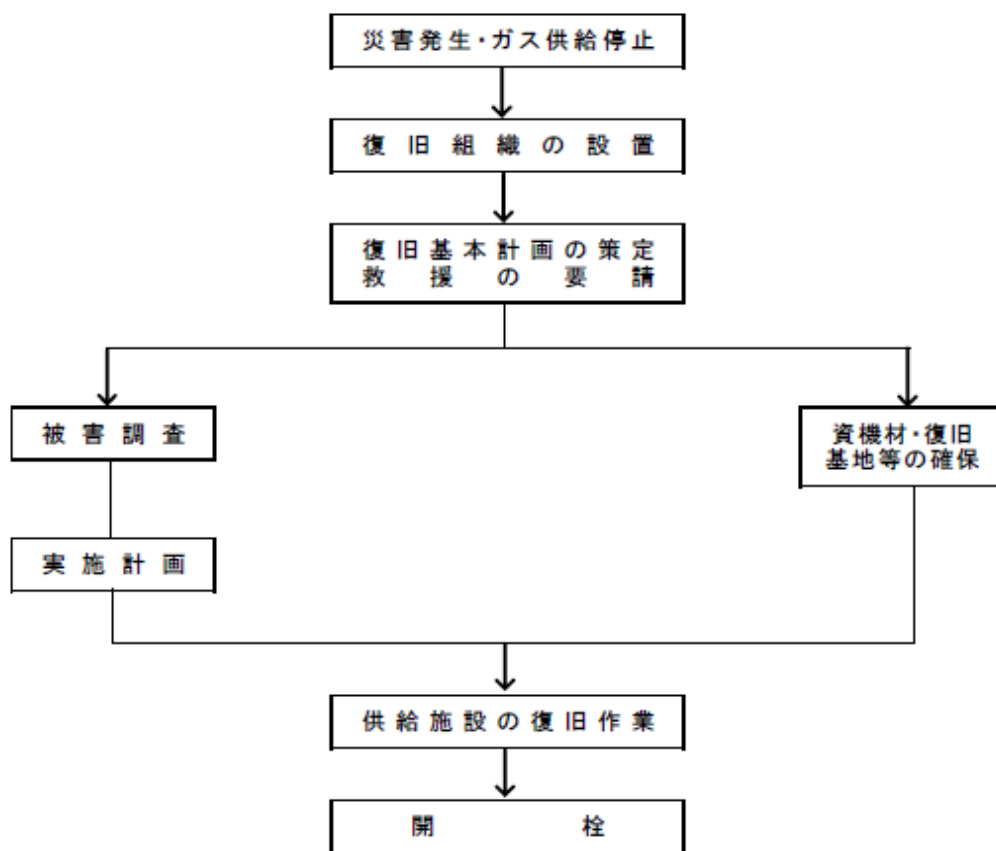 災害発生・ガス供給停止
復旧組織の設置
復旧基本計画の策定
救援の要請
被害調査
資機材・復旧
基地等の確保
実施計画
供給施設の復旧作業
開栓